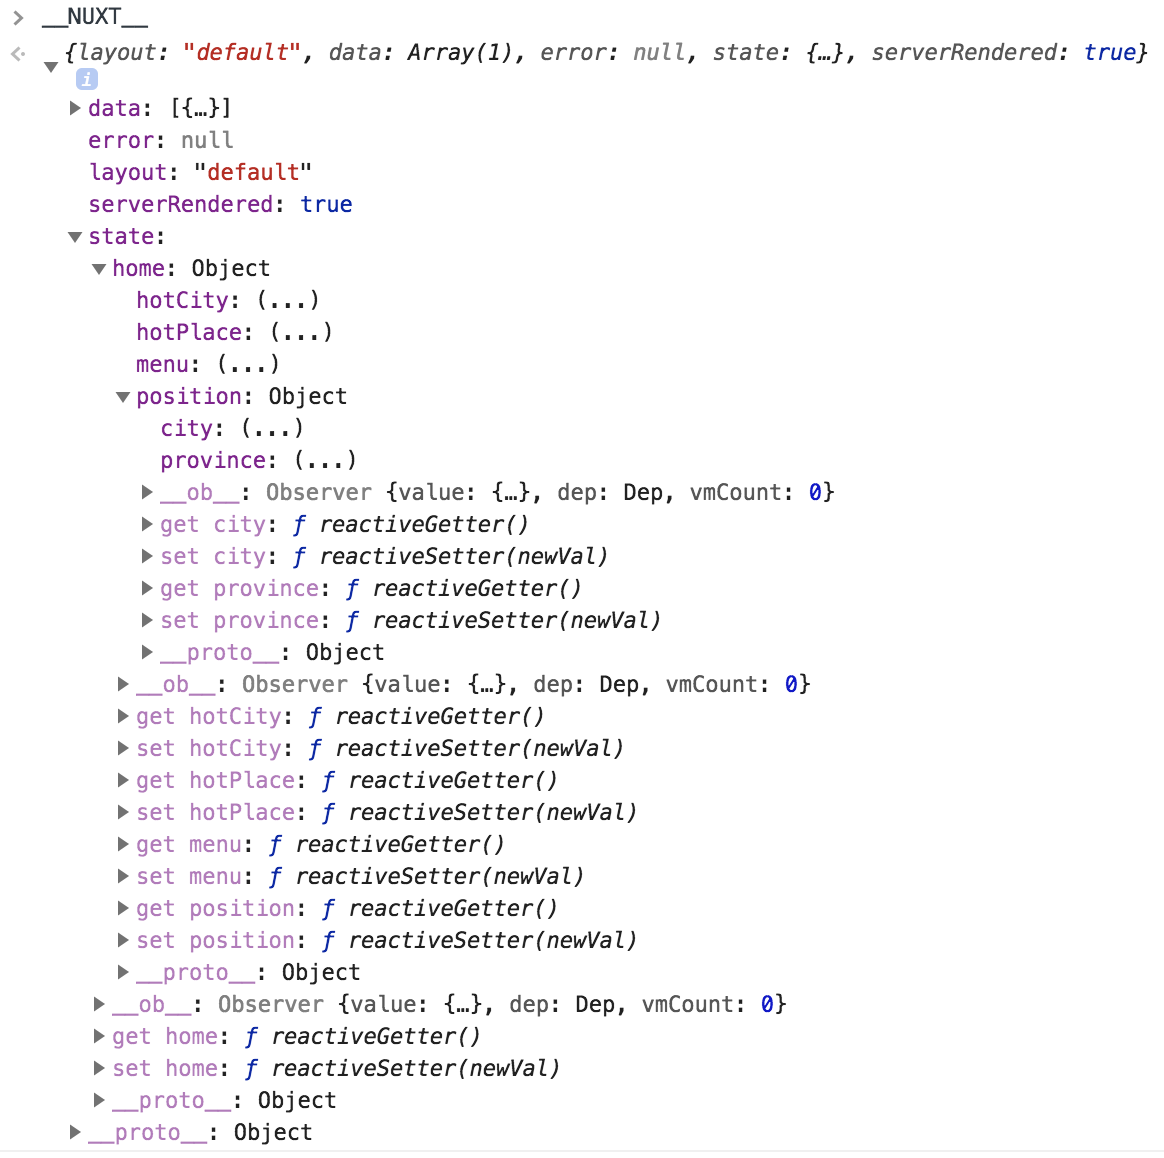 __NUXT__
{layout: "default", data: Array(1), error: null, state: {…}, serverRendered: true}
i
data: [{…}]
error: null
layout: "default"
serverRendered: true
state:
home: Object
hotCity: (...)
hotPlace: (...)
menu: (...)
position: Object
city: (...)
province: (...)
__ob__: Observer {value: {…}, dep: Dep, vmCount: 0}
get city: ƒ reactiveGetter()
set city: ƒ reactiveSetter(newVal)
get province: ƒ reactiveGetter()
set province: ƒ reactiveSetter(newVal)
__proto__: Object
__ob__: Observer {value: {…}, dep: Dep, vmCount: 0}
get hotCity: ƒ reactiveGetter()
set hotCity: ƒ reactiveSetter(newVal)
get hotPlace: ƒ reactiveGetter()
set hotPlace: ƒ reactiveSetter(newVal)
get menu: ƒ reactiveGetter()
set menu: ƒ reactiveSetter(newVal)
get position: ƒ reactiveGetter()
set position: ƒ reactiveSetter(newVal)
__proto__: Object
__ob__: Observer {value: {…}, dep: Dep, vmCount: 0}
get home: ƒ reactiveGetter()
set home: ƒ reactiveSetter(newVal)
__proto__: Object
__proto__: Object